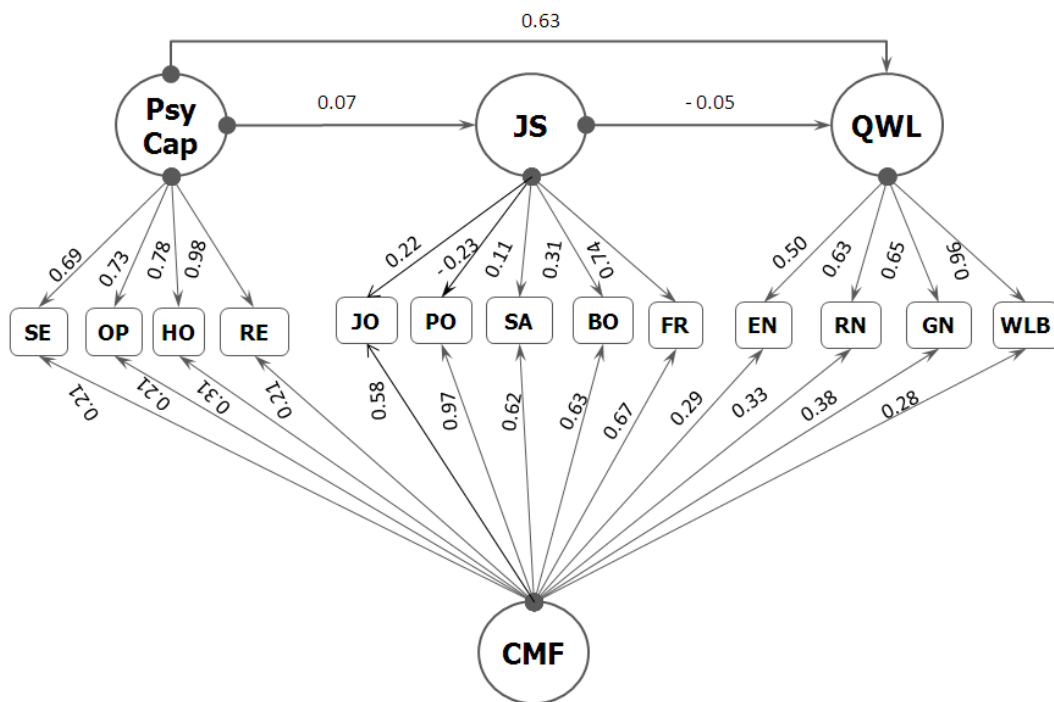 0.63
0.07
- 0.05
Psy
Cap
JS
QWL
0.69
0.73
0.78
0.98
0.22
- 0.23
0.11
0.31
0.74
0.50
0.63
0.65
0.96
SE
OP
HO
RE
JO
PO
SA
BO
FR
EN
RN
GN
WLB
0.21
0.21
0.31
0.21
0.58
0.97
0.62
0.63
0.67
0.29
0.33
0.38
0.28
CMF